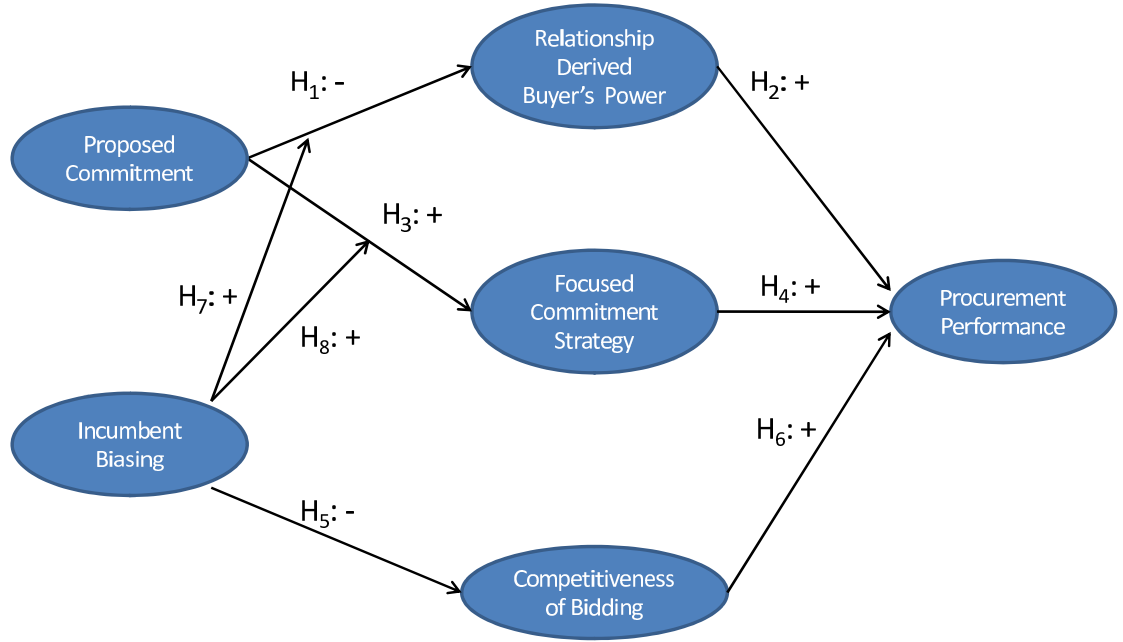 Relationship
Derived
Buyer's Power
H₁: -
H₂: +
Proposed
Commitment
H₃: +
H₇: +
H₈: +
Focused
Commitment
Strategy
H₄: +
Procurement
Performance
Incumbent
Biasing
H₆: +
H₅: -
Competitiveness
of Bidding